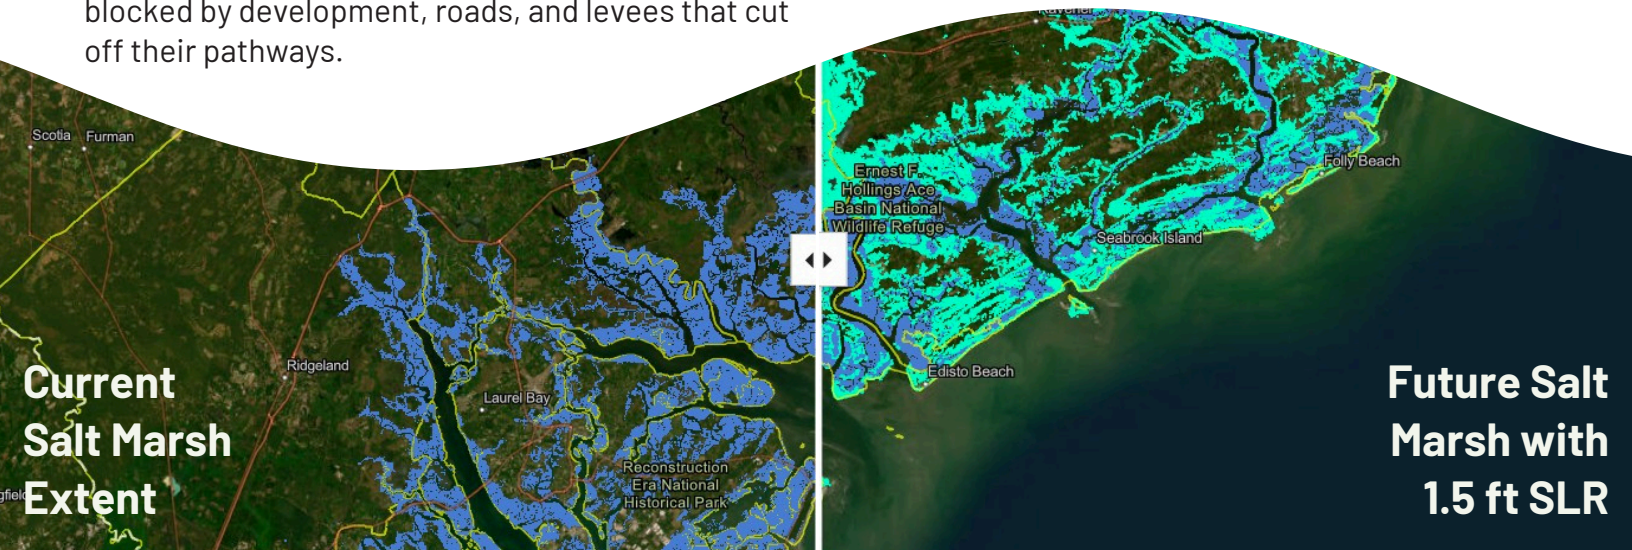 blocked by development, roads, and levees that cut
off their pathways.
Scotia
Furman
Ernest F.
Hollings Ace
Basin National
Wildlife Refuge
Folly Beach
Seabrook Island
Ridgeland
Laurel Bay
Edisto Beach
Reconstruction
Era National
Historical Park
Current
Salt Marsh
Extent
Future Salt
Marsh with
1.5 ft SLR